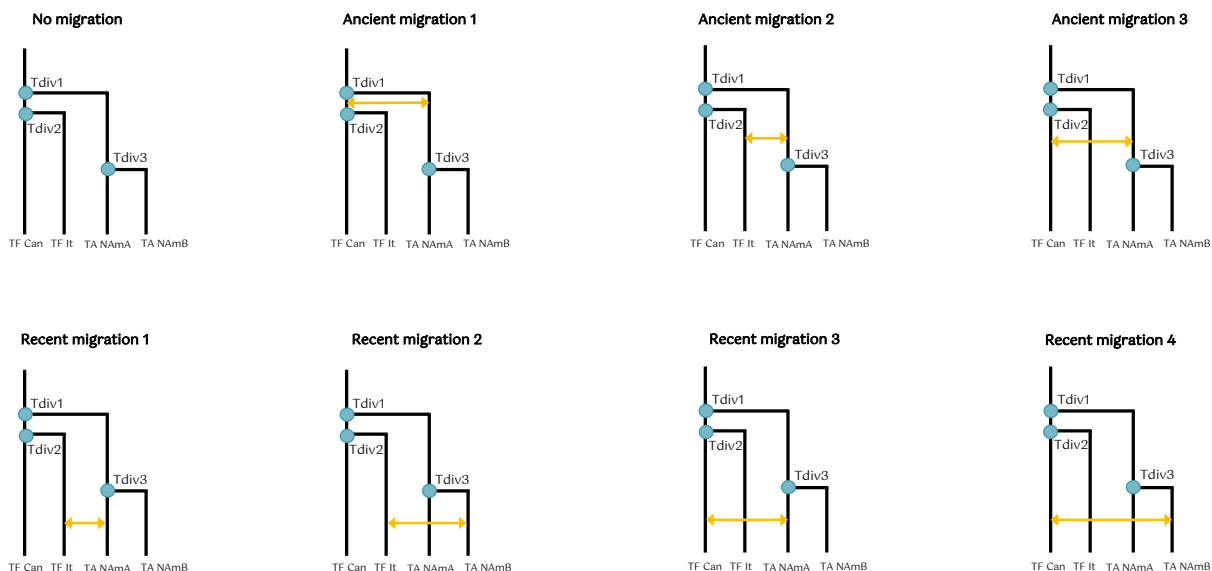 No migration
Ancient migration 1
Ancient migration 2
Ancient migration 3
Tdiv1
Tdiv2
Tdiv3
TF Can TF It TA NAmA TA NAmB
Tdiv1
Tdiv2
Tdiv3
TF Can TF It TA NAmA TA NAmB
Tdiv1
Tdiv2
Tdiv3
TF Can TF It TA NAmA TA NAmB
Tdiv1
Tdiv2
Tdiv3
TF Can TF It TA NAmA TA NAmB
Recent migration 1
Recent migration 2
Recent migration 3
Recent migration 4
Tdiv1
Tdiv2
Tdiv3
TF Can TF It TA NAmA TA NAmB
Tdiv1
Tdiv2
Tdiv3
TF Can TF It TA NAmA TA NAmB
Tdiv1
Tdiv2
Tdiv3
TF Can TF It TA NAmA TA NAmB
Tdiv1
Tdiv2
Tdiv3
TF Can TF It TA NAmA TA NAmB